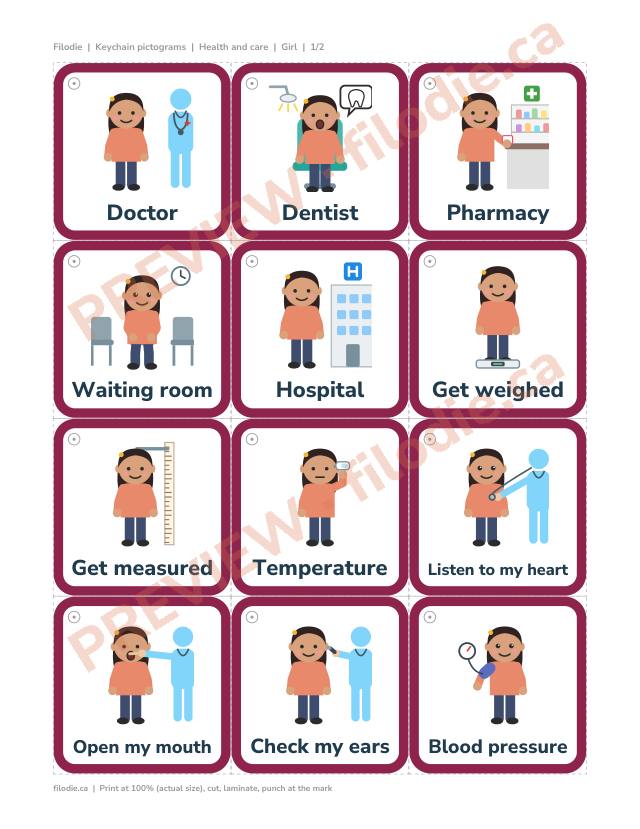 Filodie | Keychain pictograms | Health and care | Girl | 1/2
PREVIEW filodie.ca
Doctor
Dentist
Pharmacy
H
Waiting room
Hospital
Get weighed
PREVIEW filodie.ca
Get measured
Temperature
Listen to my heart
Open my mouth
Check my ears
Blood pressure
filodie.ca | Print at 100% (actual size), cut, laminate, punch at the mark